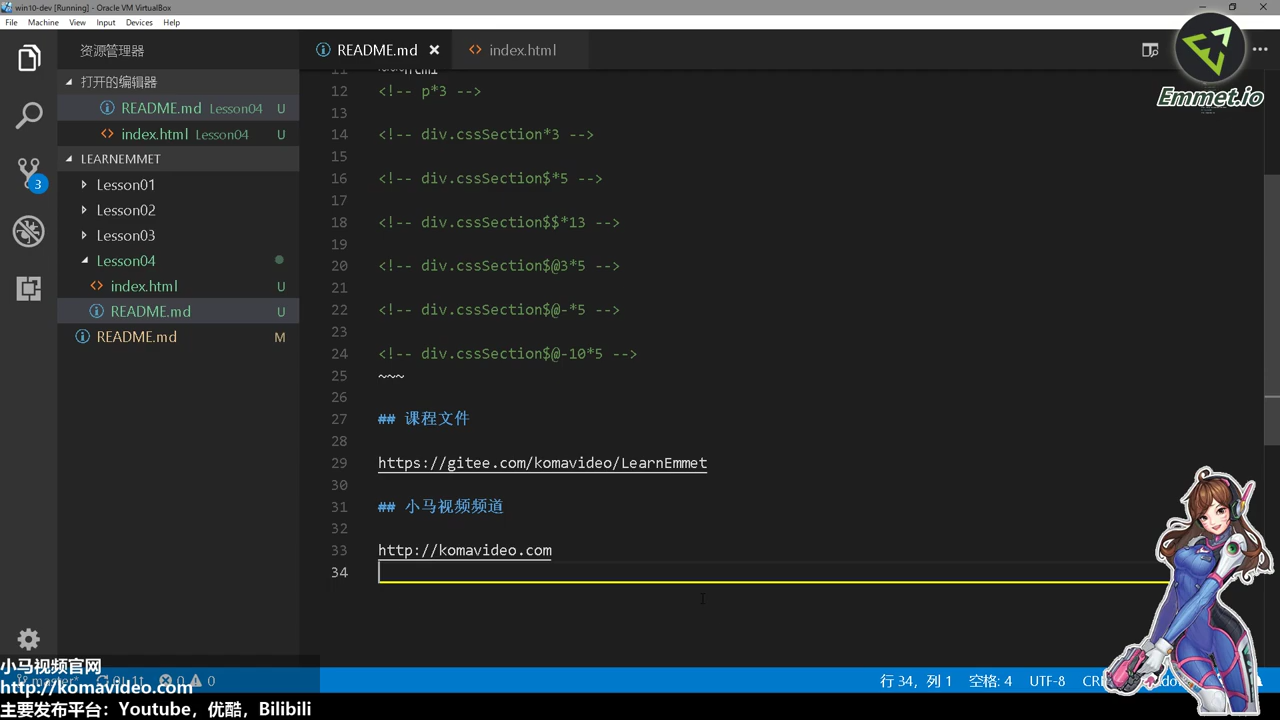 win10-dev [Running] - Oracle VM VirtualBox
File Machine View Input Devices Help
资源管理器
README.md
index.html
打开的编辑器
README.md Lesson04 U
index.html Lesson04 U
LEARNEMMET
Lesson01
Lesson02
Lesson03
Lesson04
index.html U
README.md U
README.md M
3
Emmet.io
11 ~~~html
12 <!-- p*3 -->
13
14 <!-- div.cssSection*3 -->
15
16 <!-- div.cssSection$*5 -->
17
18 <!-- div.cssSection$$*13 -->
19
20 <!-- div.cssSection$@3*5 -->
21
22 <!-- div.cssSection$@-*5 -->
23
24 <!-- div.cssSection$@-10*5 -->
25 ~~~
26
27 ## 课程文件
28
29 https://gitee.com/komavideo/LearnEmmet
30
31 ## 小马视频频道
32
33 http://komavideo.com
34
小马视频官网
http://komavideo.com
主要发布平台：Youtube，优酷，Bilibili
master* 0 0
行 34，列 1 空格: 4 UTF-8